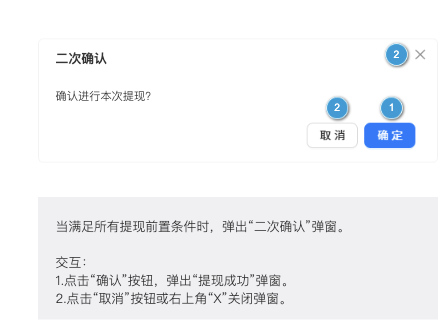 二次确认
2
确认进行本次提现?
2
1
取 消
确 定
当满足所有提现前置条件时，弹出“二次确认”弹窗。
交互：
1.点击“确认”按钮，弹出“提现成功”弹窗。
2.点击“取消”按钮或右上角“X”关闭弹窗。